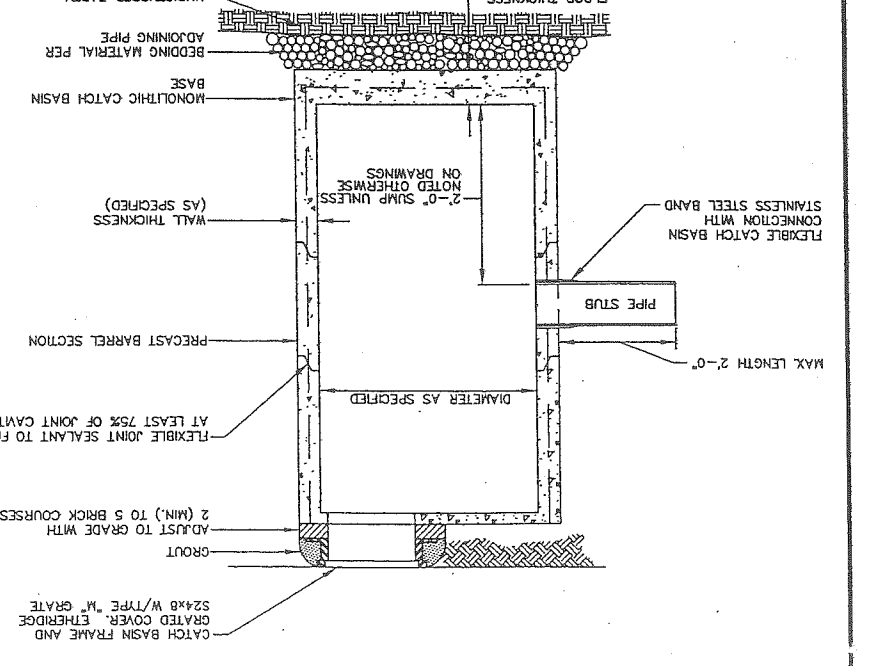 CATCH BASIN FRAME AND
GRATED COVER. ETHERIDGE
S24x8 W/TYPE "M" GRATE
GROUT
ADJUST TO GRADE WITH
2 (MIN.) TO 5 BRICK COURSES
DIAMETER AS SPECIFIED
FLEXIBLE JOINT SEALANT TO
AT LEAST 75% OF JOINT
MAX. LENGTH 2'-0"
PRECAST BARREL SECTION
PIPE STUB
FLEXIBLE CATCH BASIN
CONNECTION WITH
STAINLESS STEEL BAND
WALL THICKNESS
(AS SPECIFIED)
2'-0" SUMP UNLESS
NOTED OTHERWISE
ON DRAWINGS
MONOLITHIC CATCH BASIN
BASE
BEDDING MATERIAL PER
ADJOINING PIPE
FLOOR THICKNESS